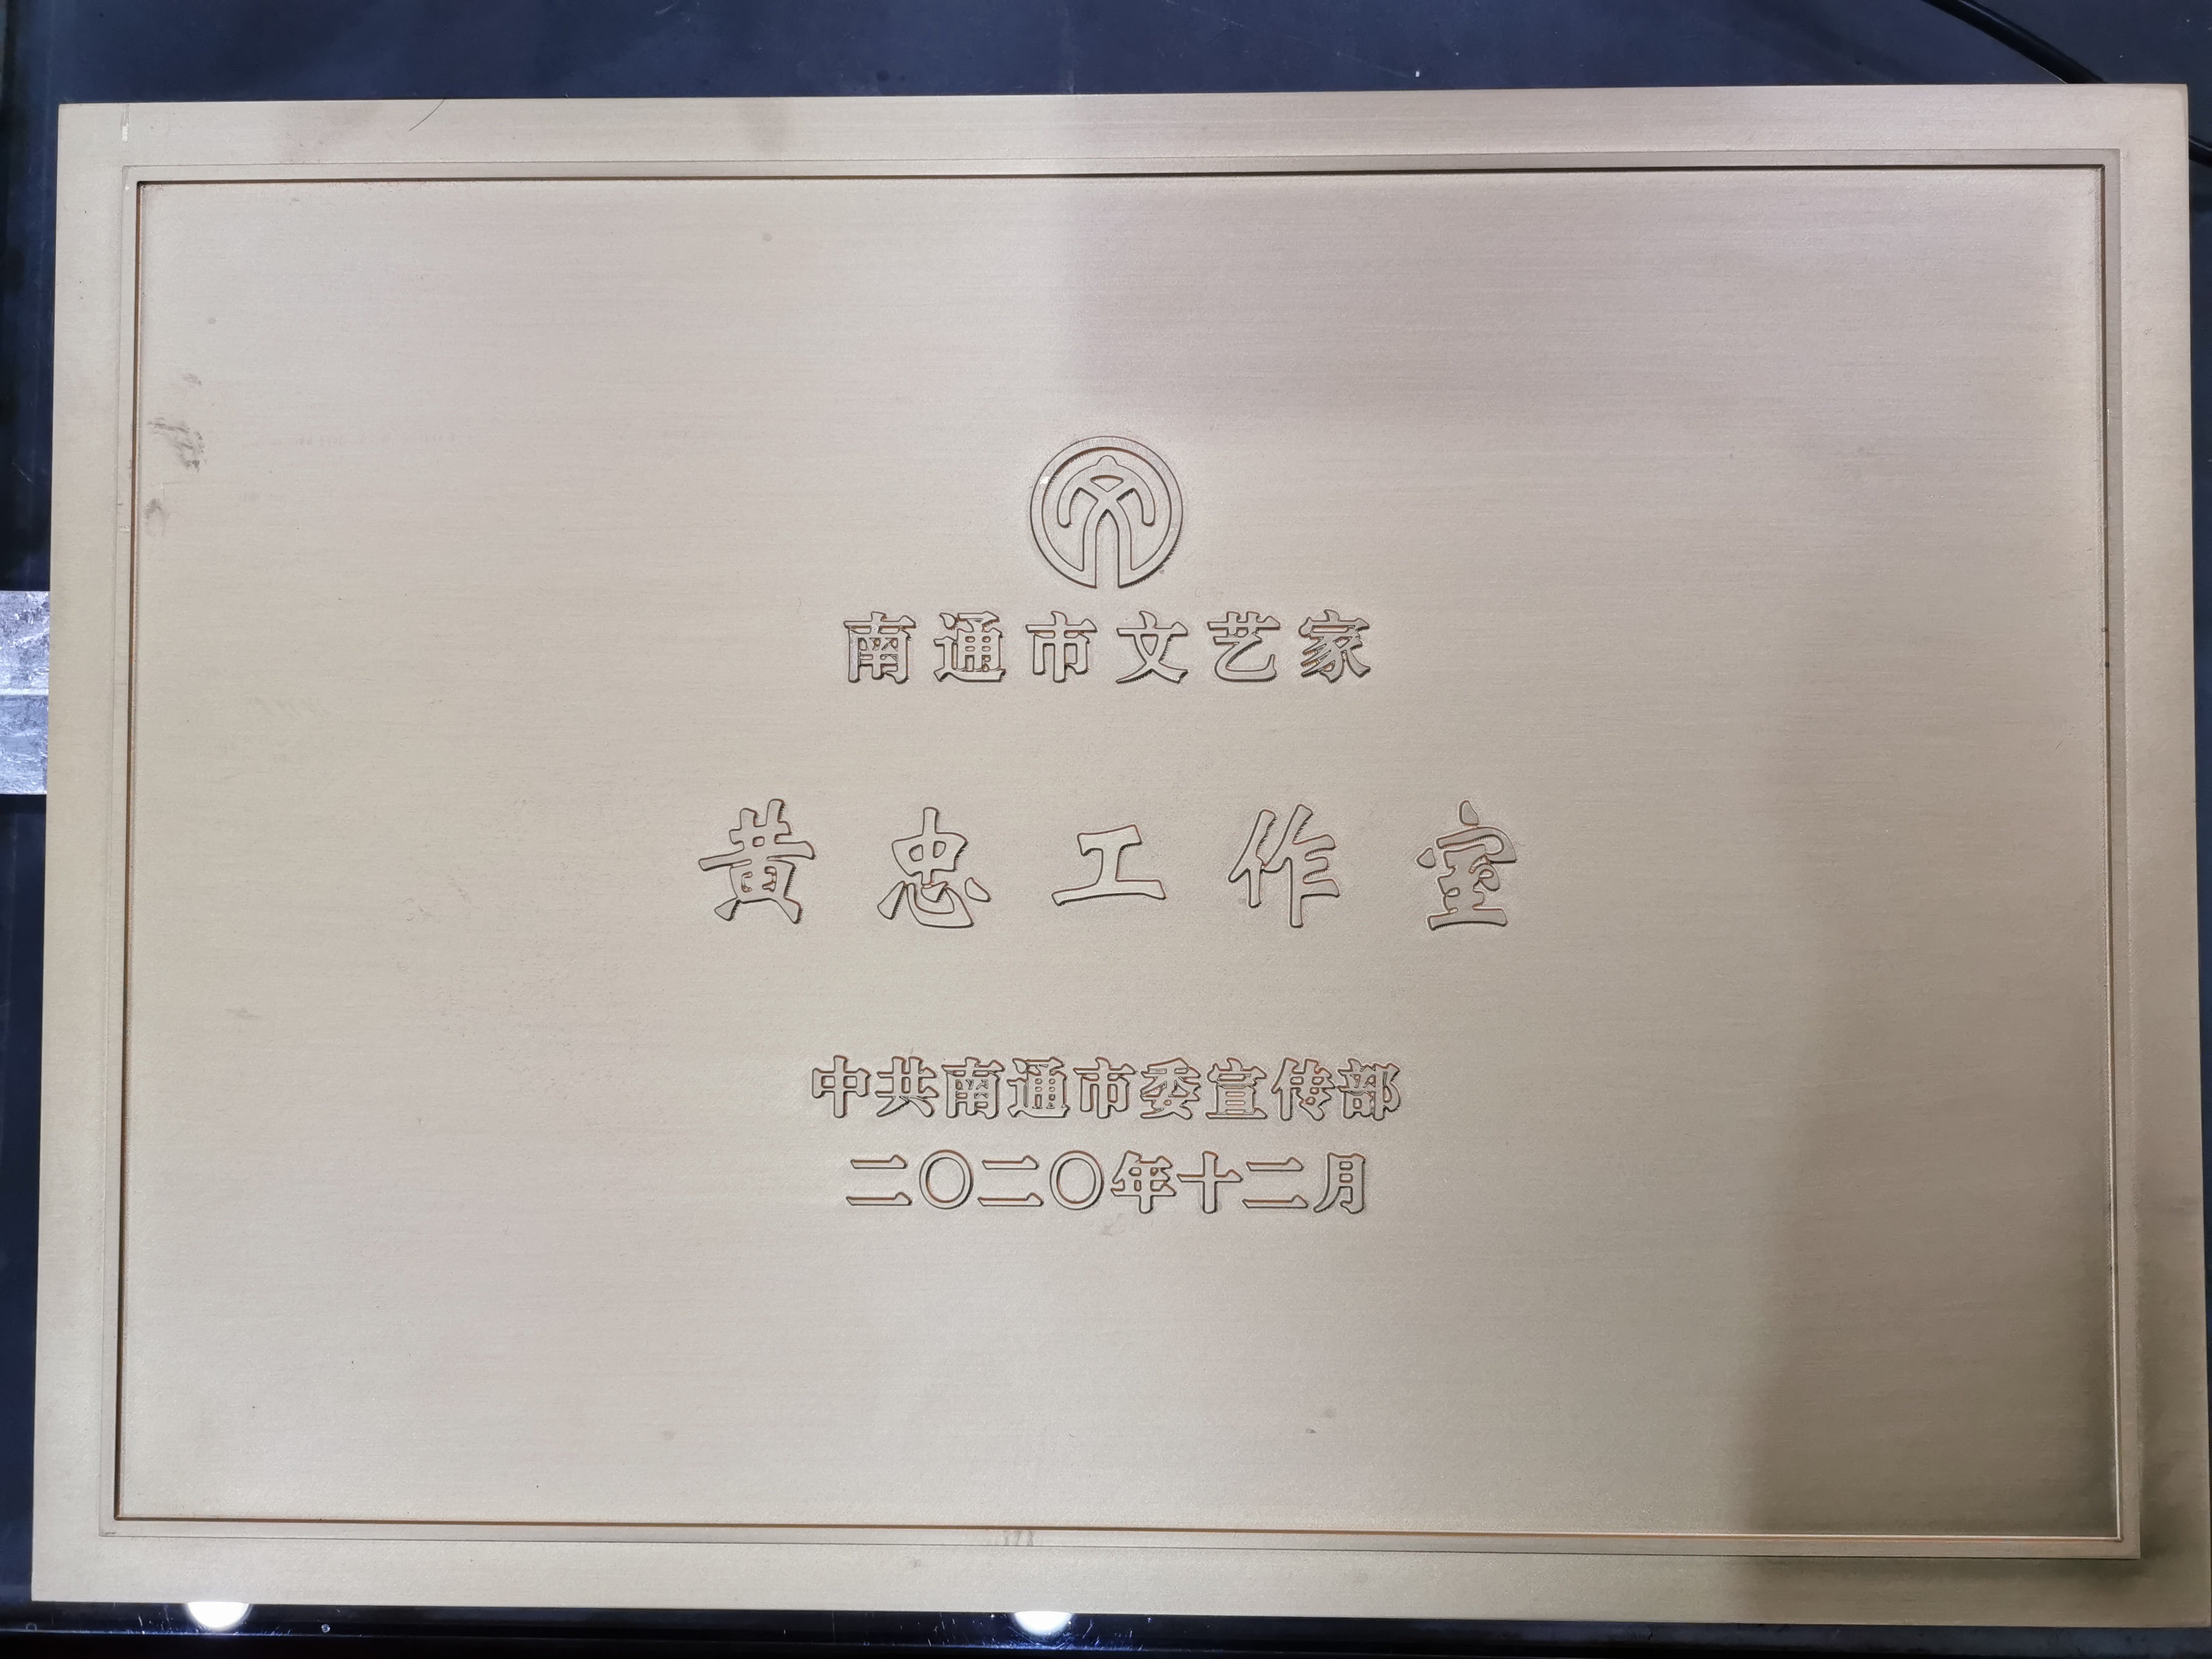 南通市文艺家
黄忠工作室
中共南通市委宣传部
二〇二〇年十二月